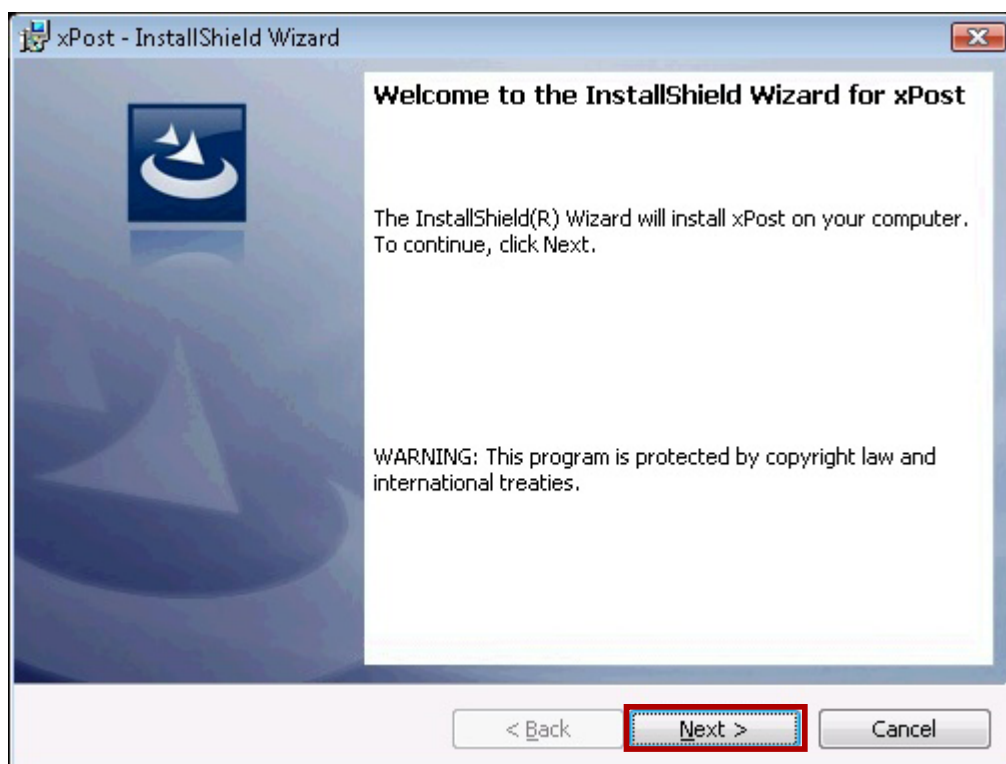 xPost - InstallShield Wizard
Welcome to the InstallShield Wizard for xPost
The InstallShield(R) Wizard will install xPost on your computer.
To continue, click Next.
WARNING: This program is protected by copyright law and
international treaties.
< Back
Next >
Cancel